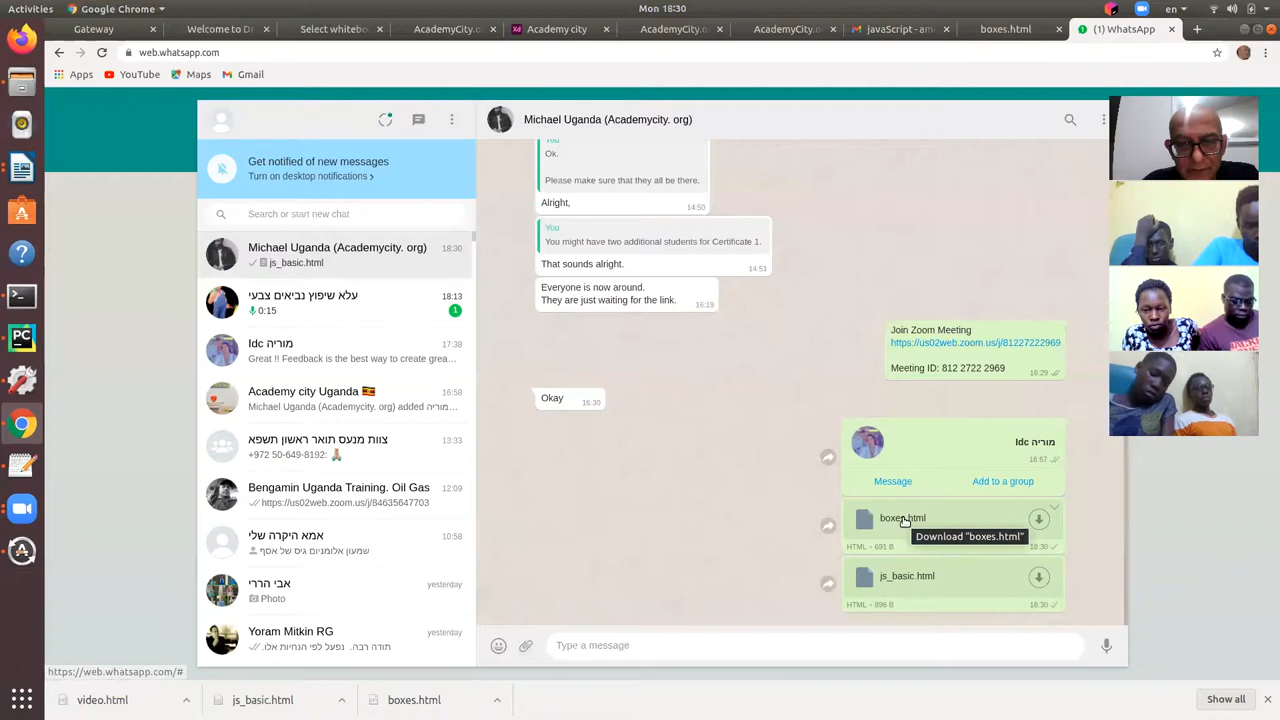 Activities
Google Chrome
Mon 18:30
en
Gateway
Welcome to Dr
Select whitebo
AcademyCity.o
Academy city
AcademyCity.o
AcademyCity.o
javaScript - am
boxes.html
(1) WhatsApp
web.whatsapp.com
Apps
YouTube
Maps
Gmail
Get notified of new messages
Turn on desktop notifications ›
Search or start new chat
Michael Uganda (Academycity. org)
18:30
js_basic.html
עלא שיפוץ נביאים צבעי
18:13
0:15
1
Idc מוריה
17:38
Great !! Feedback is the best way to create grea…
Academy city Uganda 🇺🇬
16:58
Michael Uganda (Academycity. org) added מוריה…
צוות מנעס תואר ראשון תשפא
13:33
+972 50-649-8192: 🙏🏼
Bengamin Uganda Training. Oil Gas
12:09
https://us02web.zoom.us/j/84635647703
אמא היקרה שלי
10:58
שמעון אלומניום גיס של אסף
אבי הררי
yesterday
Photo
Yoram Mitkin RG
yesterday
תודה רבה. נפעל לפי הנחיות אלו.
Michael Uganda (Academycity. org)
You
Ok.
Please make sure that they all be there.
Alright,
14:50
You
You might have two additional students for Certificate 1.
That sounds alright.
14:51
Everyone is now around.
They are just waiting for the link.
16:19
Join Zoom Meeting
https://us02web.zoom.us/j/81227222969
Meeting ID: 812 2722 2969
16:29
Okay
16:30
Idc מוריה
16:57
Message
Add to a group
boxes.html
Download "boxes.html"
HTML • 691 B
18:30
js_basic.html
HTML • 896 B
18:30
Type a message
https://web.whatsapp.com/#
video.html
js_basic.html
boxes.html
Show all